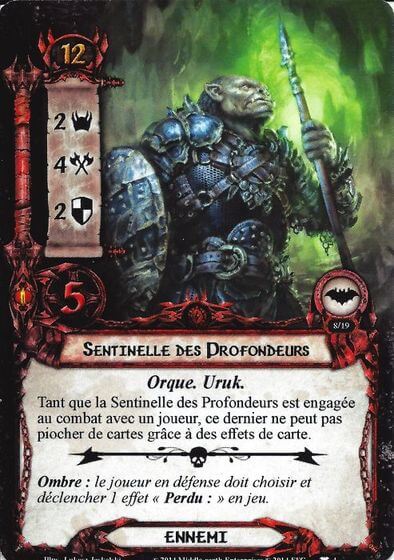 12
2
4
2
5
8/19
Sentinelle des Profondeurs
Orque. Uruk.
Tant que la Sentinelle des Profondeurs est engagée
au combat avec un joueur, ce dernier ne peut pas
piocher de cartes grâce à des effets de carte.
Ombre : le joueur en défense doit choisir et
déclencher 1 effet « Perdu : » en jeu.
ENNEMI